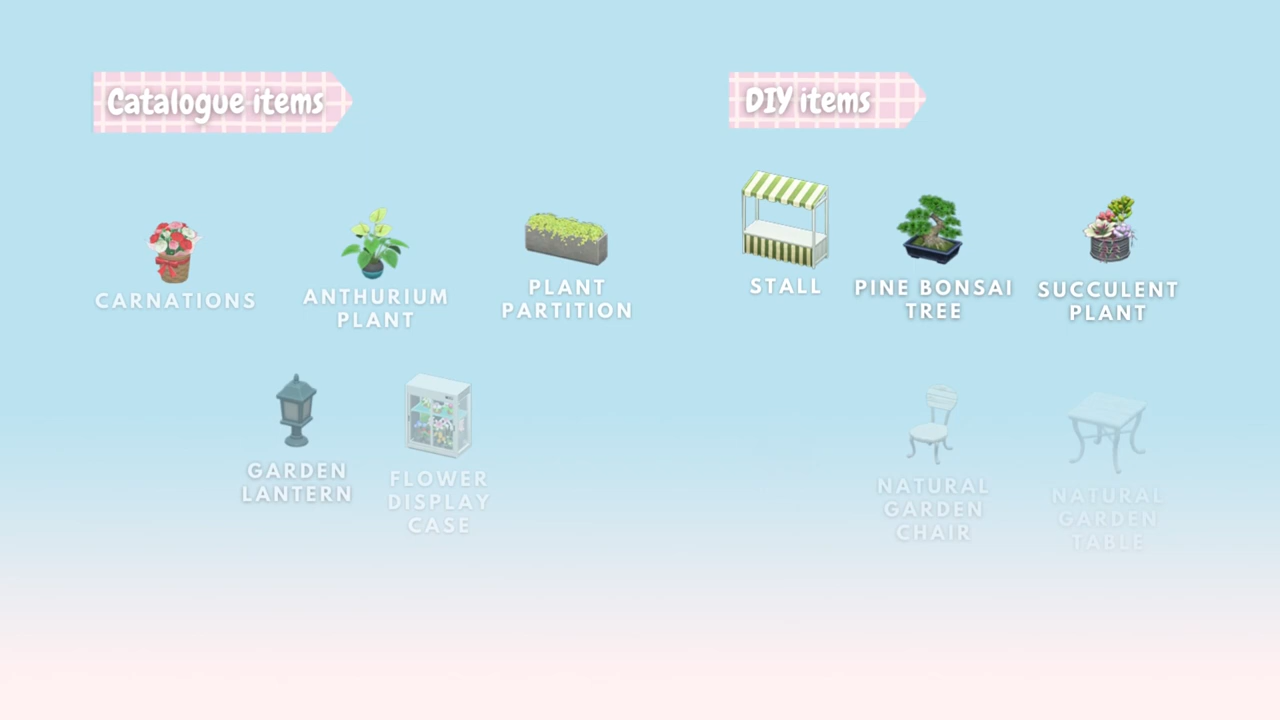 Catalogue items
CARNATIONS
ANTHURIUM
PLANT
PLANT
PARTITION
GARDEN
LANTERN
FLOWER
DISPLAY
CASE
DIY items
STALL
PINE BONSAI
TREE
SUCCULENT
PLANT
NATURAL
GARDEN
CHAIR
NATURAL
GARDEN
TABLE